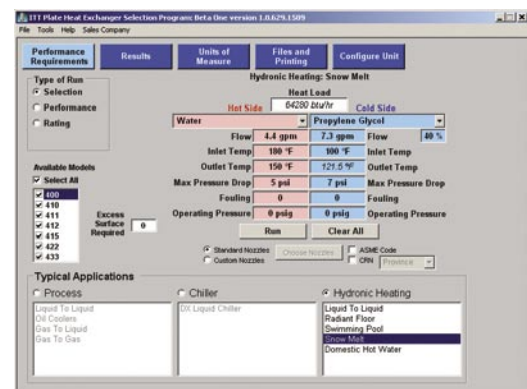 ITT Plate Heat Exchanger Selection Program: Beta One version 1.0.629.1509
File Tools Help Sales Company
Performance Requirements
Results
Units of Measure
Files and Printing
Configure Unit
Type of Run
Selection
Performance
Rating
Hydronic Heating: Snow Melt
Heat Load
Hot Side 64280 btu/hr Cold Side
Water Propylene Glycol
Flow 4.4 gpm 7.3 gpm Flow 40 %
Inlet Temp 180 °F 100 °F Inlet Temp
Outlet Temp 150 °F 121.5 °F Outlet Temp
Max Pressure Drop 5 psi 7 psi Max Pressure Drop
Fouling 0 0 Fouling
Operating Pressure 0 psig 0 psig Operating Pressure
Available Models
Select All
400
410
411
412
415
422
433
Excess Surface Required 0
Run Clear All
Standard Nozzles
Custom Nozzles
Choose Nozzles
ASME Code
CRN Province
Typical Applications
Process
Liquid To Liquid
Oil Coolers
Gas To Liquid
Gas To Gas
Chiller
DX Liquid Chiller
Hydronic Heating
Liquid To Liquid
Radiant Floor
Swimming Pool
Snow Melt
Domestic Hot Water